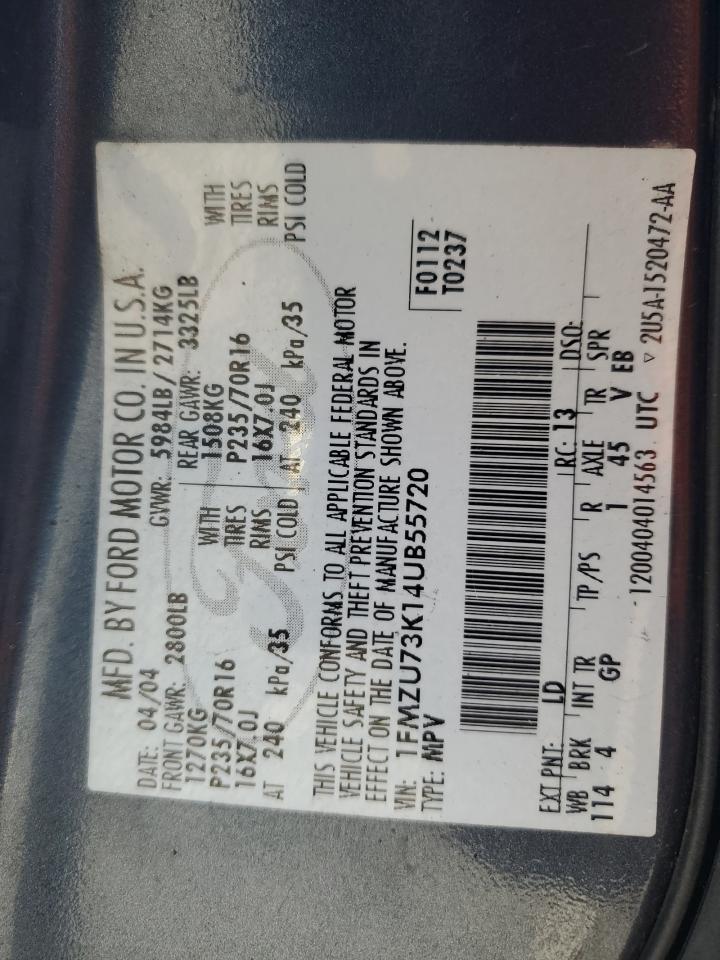 MFD. BY FORD MOTOR CO. IN U.S.A.
DATE: 04/04 GVWR: 5984LB/2714KG
FRONT GAWR: 2800LB REAR GAWR: 3325LB
1270KG WITH 1508KG WITH
P235/70R16 TIRES P235/70R16 TIRES
16X7.0J RIMS 16X7.0J RIMS
AT 240 kPa/35 PSI COLD AT 240 kPa/35 PSI COLD
Ford
THIS VEHICLE CONFORMS TO ALL APPLICABLE FEDERAL MOTOR
VEHICLE SAFETY AND THEFT PREVENTION STANDARDS IN
EFFECT ON THE DATE OF MANUFACTURE SHOWN ABOVE.
VIN: 1FMZU73K14UB55720
TYPE: MPV
F0112
T0237
EXT PNT: LD RC: 13 DSO:
WB BRK INT TR TP/PS R AXLE TR SPR
114 4 GP 1 45 V EB
1200404014563 UTC ▽ 2U5A-1520472-AA